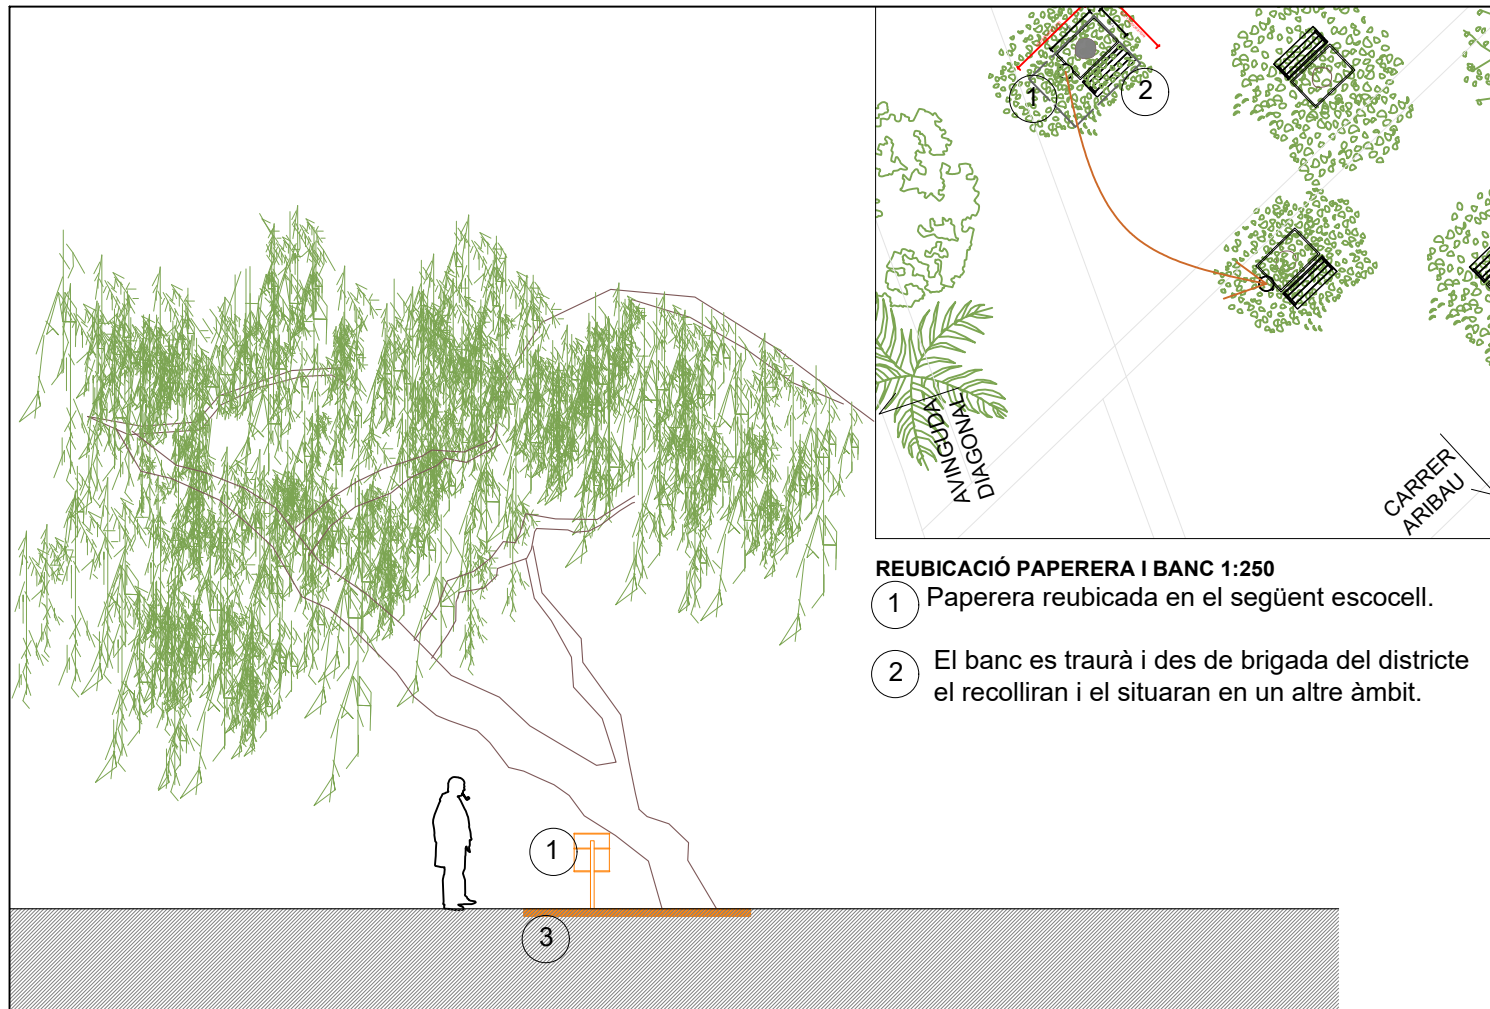 1
2
AVINGUDA
DIAGONAL
CARRER
ARIBAU
REUBICACIÓ PAPERERA I BANC 1:250
1 Paperera reubicada en el següent escocell.
2 El banc es traurà i des de brigada del districte
el recolliran i el situaran en un altre àmbit.
1
3